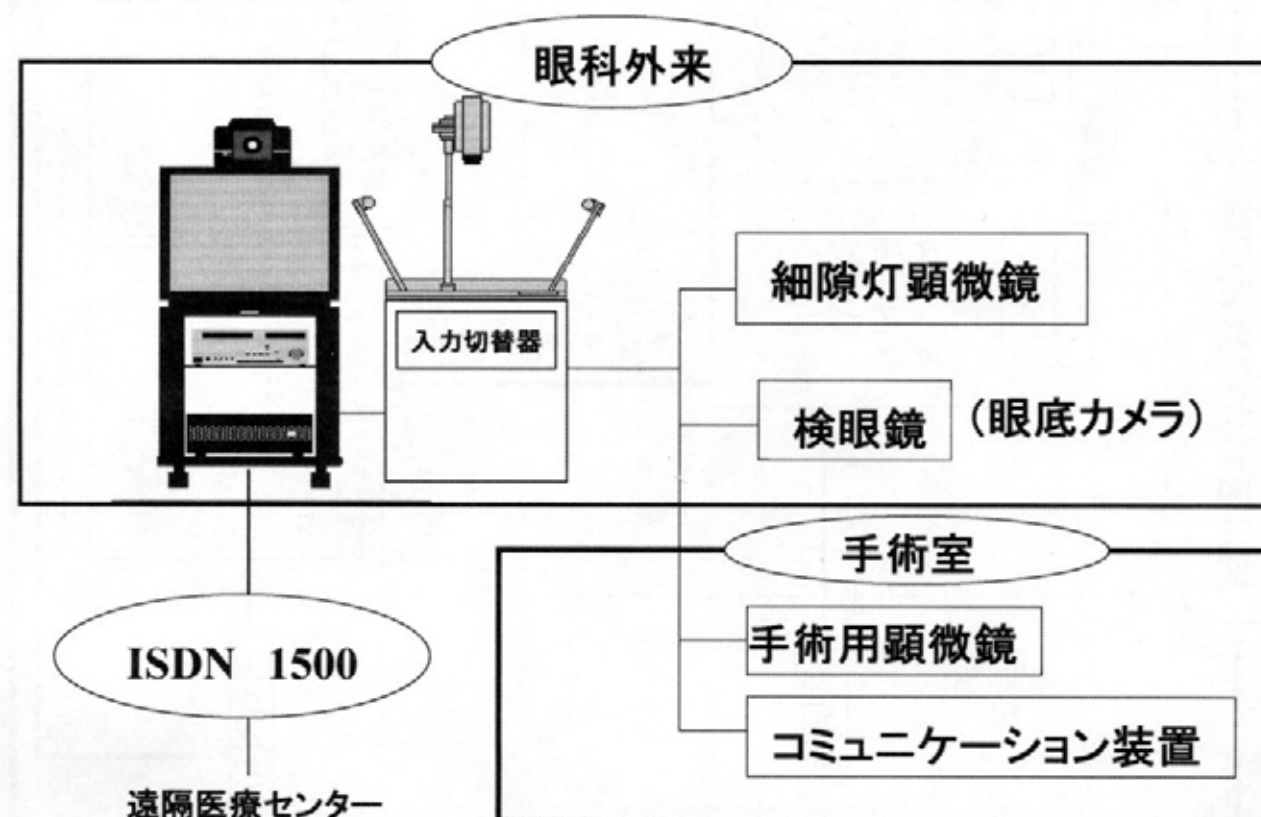 眼科外来
細隙灯顕微鏡
入力切替器
検眼鏡 (眼底カメラ)
手術室
手術用顕微鏡
ISDN 1500
コミュニケーション装置
遠隔医療センター